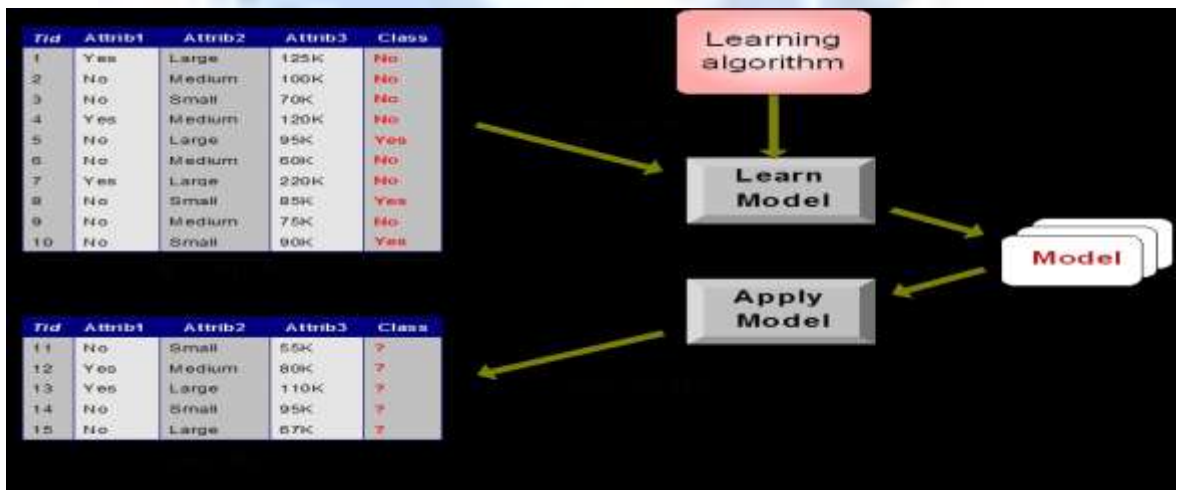 Tid Attrib1 Attrib2 Attrib3 Class
1 Yes Large 125K No
2 No Medium 100K No
3 No Small 70K No
4 Yes Medium 120K No
5 No Large 95K Yes
6 No Medium 60K No
7 Yes Large 220K No
8 No Small 85K Yes
9 No Medium 75K No
10 No Small 90K Yes
Learning
algorithm
Learn
Model
Model
Apply
Model
Tid Attrib1 Attrib2 Attrib3 Class
11 No Small 55K ?
12 Yes Medium 80K ?
13 Yes Large 110K ?
14 No Small 95K ?
15 No Large 67K ?